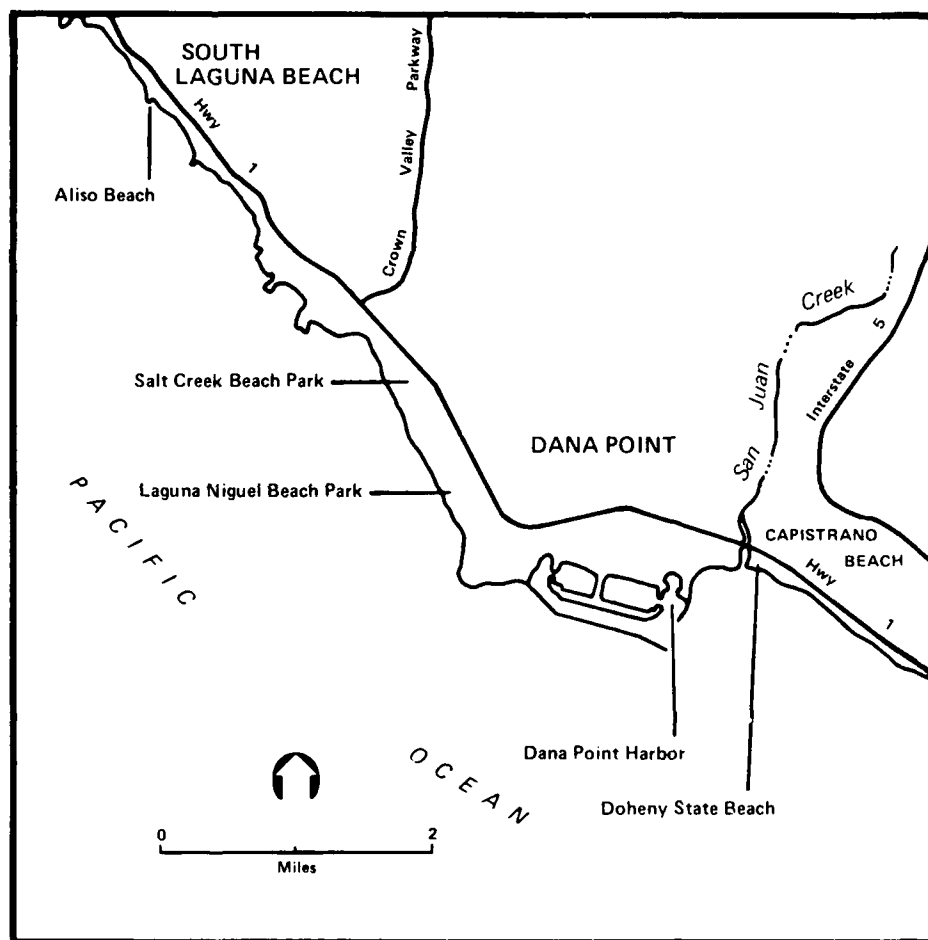 SOUTH
LAGUNA BEACH
Hwy
1
Crown Valley Parkway
Aliso Beach
Salt Creek Beach Park
Laguna Niguel Beach Park
DANA POINT
San Juan Creek
Interstate 5
CAPISTRANO
BEACH
Hwy
1
PACIFIC
OCEAN
Dana Point Harbor
Doheny State Beach
0 2
Miles